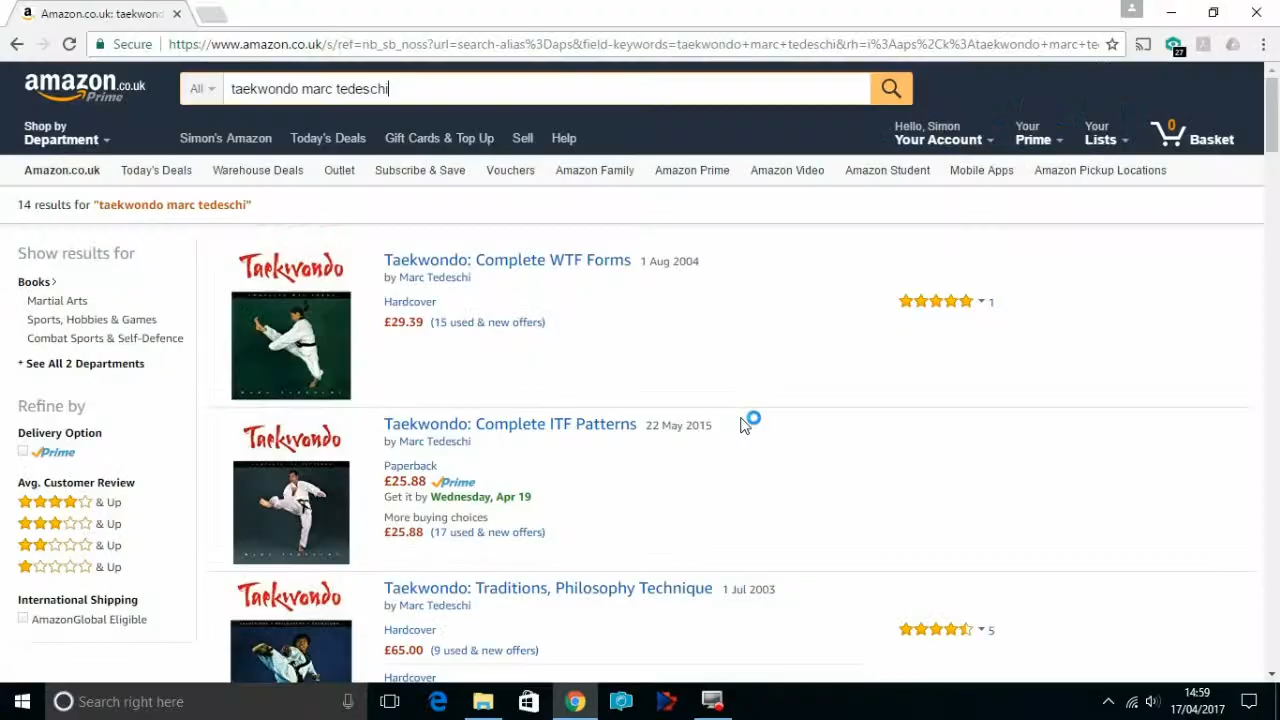 Amazon.co.uk: taekwond
Secure
https://www.amazon.co.uk/s/ref=nb_sb_noss?url=search-alias%3Daps&field-keywords=taekwondo+marc+tedeschi&rh=i%3Aaps%2Ck%3Ataekwondo+marc+te
27
amazon.co.uk
Prime
All
taekwondo marc tedeschi
Shop by
Department
Simon's Amazon
Today's Deals
Gift Cards & Top Up
Sell
Help
Hello, Simon
Your Account
Your
Prime
Your
Lists
0
Basket
Amazon.co.uk
Today's Deals
Warehouse Deals
Outlet
Subscribe & Save
Vouchers
Amazon Family
Amazon Prime
Amazon Video
Amazon Student
Mobile Apps
Amazon Pickup Locations
14 results for "taekwondo marc tedeschi"
Show results for
Books
Martial Arts
Sports, Hobbies & Games
Combat Sports & Self-Defence
+ See All 2 Departments
Refine by
Delivery Option
Prime
Avg. Customer Review
& Up
& Up
& Up
& Up
International Shipping
AmazonGlobal Eligible
Taekwondo
Taekwondo: Complete WTF Forms 1 Aug 2004
by Marc Tedeschi
Hardcover
£29.39 (15 used & new offers)
1
Taekwondo
Taekwondo: Complete ITF Patterns 22 May 2015
by Marc Tedeschi
Paperback
£25.88 Prime
Get it by Wednesday, Apr 19
More buying choices
£25.88 (17 used & new offers)
Taekwondo
Taekwondo: Traditions, Philosophy Technique 1 Jul 2003
by Marc Tedeschi
Hardcover
£65.00 (9 used & new offers)
Hardcover
5
Search right here
14:59
17/04/2017